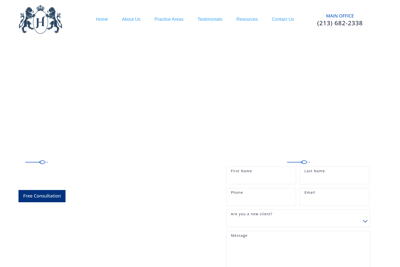 H
Home About Us Practice Areas Testimonials Resources Contact Us
MAIN OFFICE
(213) 682-2338
Free Consultation
First Name Last Name
Phone Email
Are you a new client?
Message